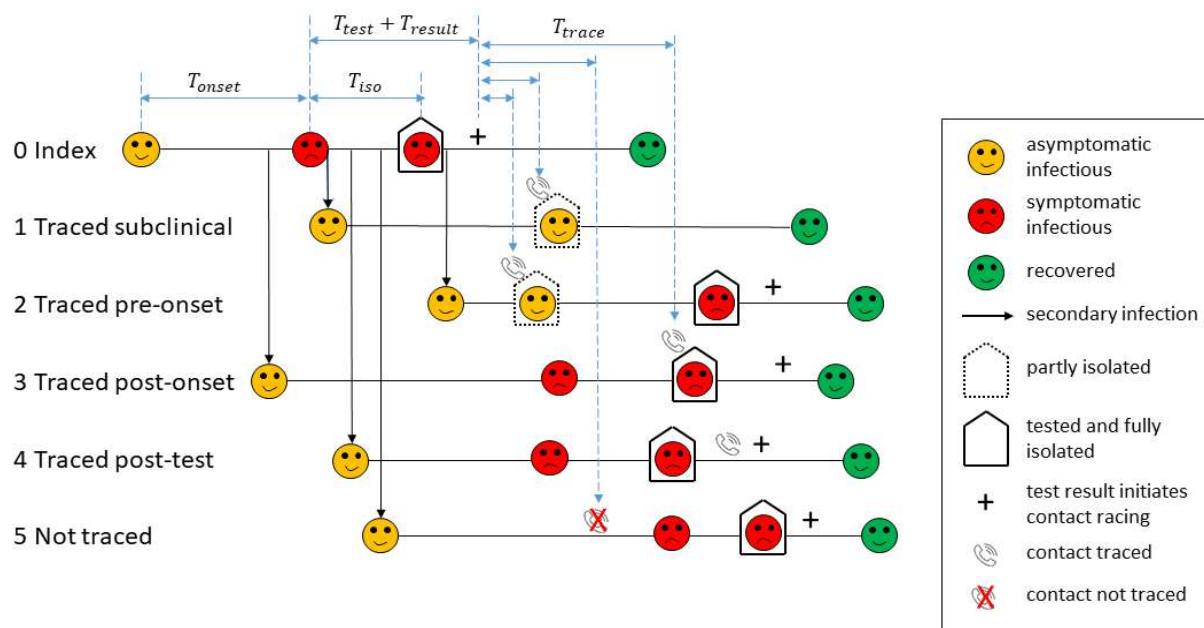 T_test + T_result
T_trace
T_onset
T_iso
0 Index
1 Traced subclinical
2 Traced pre-onset
3 Traced post-onset
4 Traced post-test
5 Not traced
asymptomatic
infectious
symptomatic
infectious
recovered
secondary infection
partly isolated
tested and fully
isolated
+
test result initiates
contact racing
contact traced
contact not traced